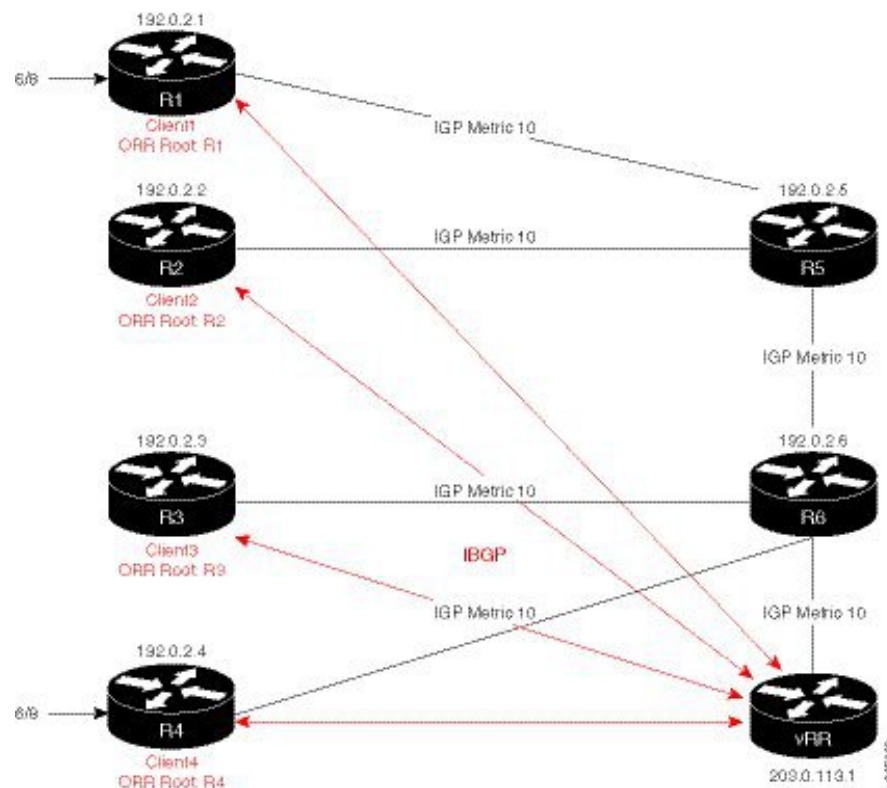 192.0.2.1
6/8
R1
Client1
ORR Root R1
IGP Metric 10
192.0.2.2
192.0.2.5
R2
IGP Metric 10
R5
Client2
ORR Root R2
IGP Metric 10
192.0.2.3
192.0.2.6
R3
IGP Metric 10
R6
Client3
ORR Root R3
IBGP
IGP Metric 10
IGP Metric 10
192.0.2.4
6/8
R4
vRR
Client4
ORR Root R4
203.0.113.1